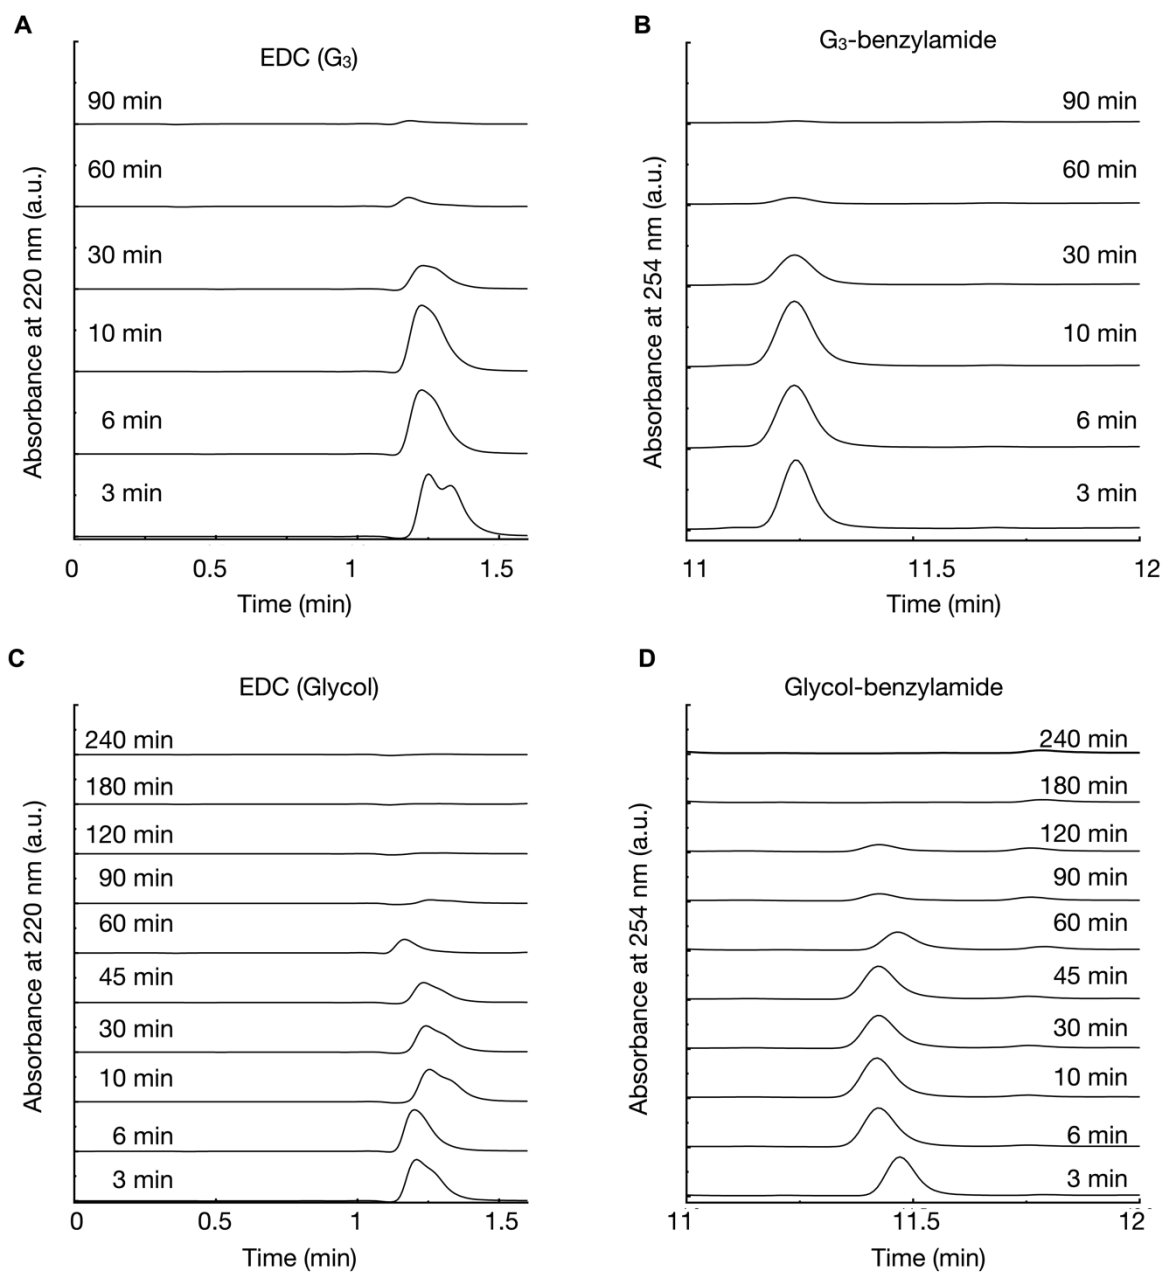 A
EDC (G₃)
90 min
60 min
30 min
10 min
6 min
3 min
Absorbance at 220 nm (a.u.)
0 0.5 1 1.5
Time (min)
B
G₃-benzylamide
90 min
60 min
30 min
10 min
6 min
3 min
Absorbance at 254 nm (a.u.)
11 11.5 12
Time (min)
C
EDC (Glycol)
240 min
180 min
120 min
90 min
60 min
45 min
30 min
10 min
6 min
3 min
Absorbance at 220 nm (a.u.)
0 0.5 1 1.5
Time (min)
D
Glycol-benzylamide
240 min
180 min
120 min
90 min
60 min
45 min
30 min
10 min
6 min
3 min
Absorbance at 254 nm (a.u.)
11 11.5 12
Time (min)